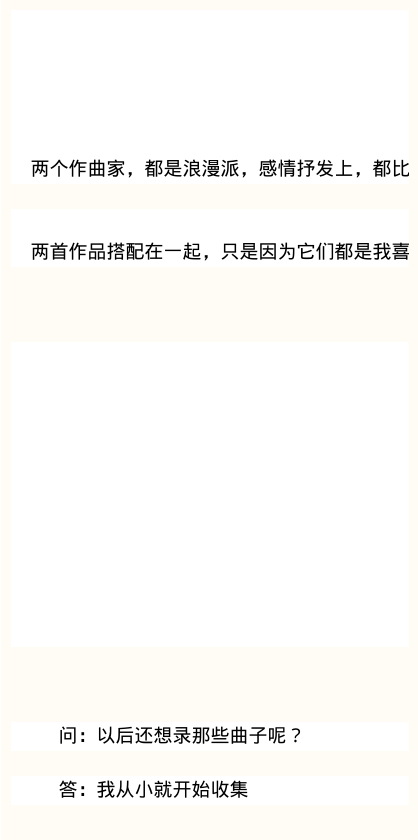 两个作曲家，都是浪漫派，感情抒发上，都比
两首作品搭配在一起，只是因为它们都是我喜
问：以后还想录那些曲子呢？
答：我从小就开始收集